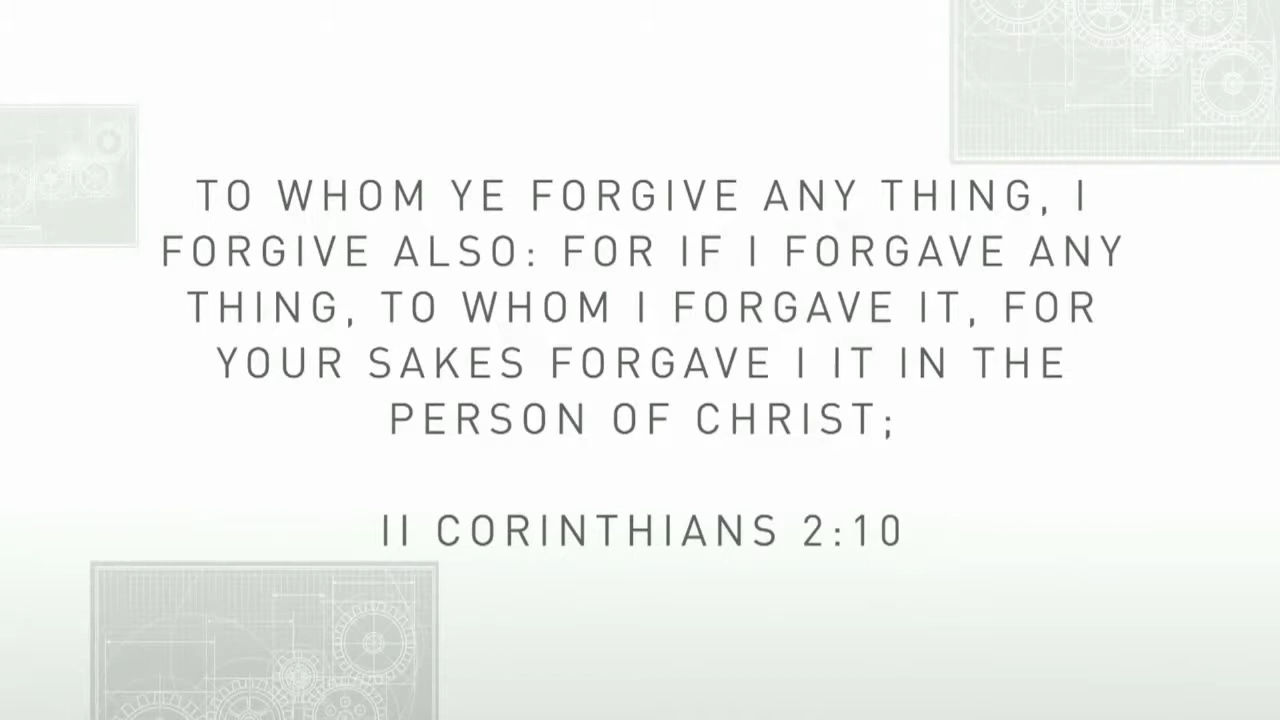 TO WHOM YE FORGIVE ANY THING, I
FORGIVE ALSO: FOR IF I FORGAVE ANY
THING, TO WHOM I FORGAVE IT, FOR
YOUR SAKES FORGAVE I IT IN THE
PERSON OF CHRIST;
II CORINTHIANS 2:10